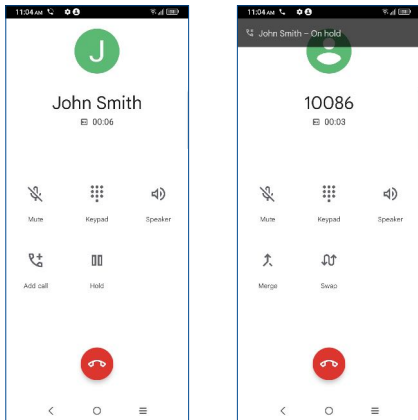 11:04 AM
J
John Smith
00:06
Mute Keypad Speaker
Add call Hold
11:04 AM
John Smith – On hold
10086
00:03
Mute Keypad Speaker
Merge Swap